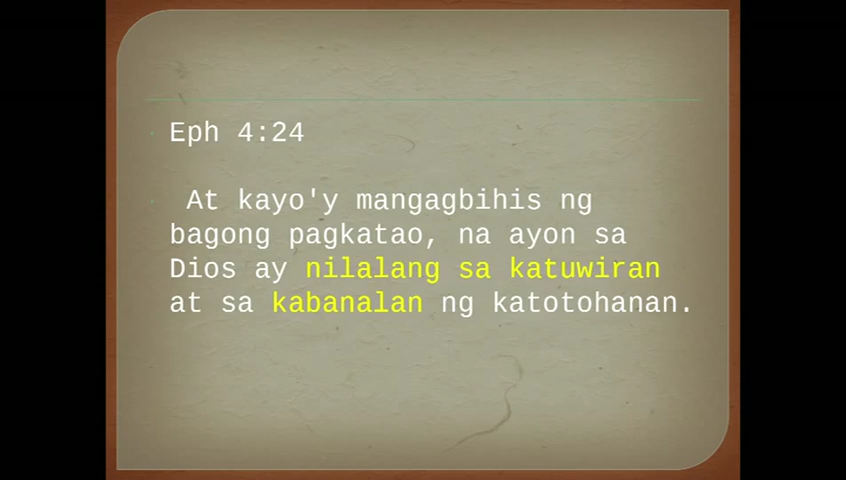 Eph 4:24
At kayo'y mangagbihis ng
bagong pagkatao, na ayon sa
Dios ay nilalang sa katuwiran
at sa kabanalan ng katotohanan.